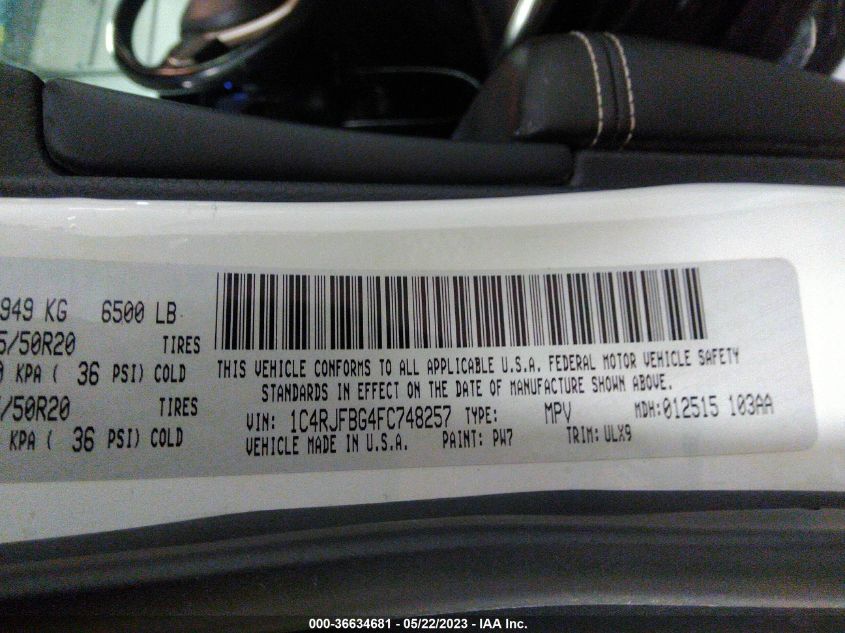 949 KG 6500 LB
5/50R20 TIRES
KPA ( 36 PSI) COLD
/50R20 TIRES
KPA ( 36 PSI) COLD
THIS VEHICLE CONFORMS TO ALL APPLICABLE U.S.A. FEDERAL MOTOR VEHICLE SAFETY
STANDARDS IN EFFECT ON THE DATE OF MANUFACTURE SHOWN ABOVE.
VIN: 1C4RJFBG4FC748257 TYPE: MPV MDH: 012515 103AA
VEHICLE MADE IN U.S.A. PAINT: PW7 TRIM: ULX9
000-36634681 - 05/22/2023 - IAA Inc.